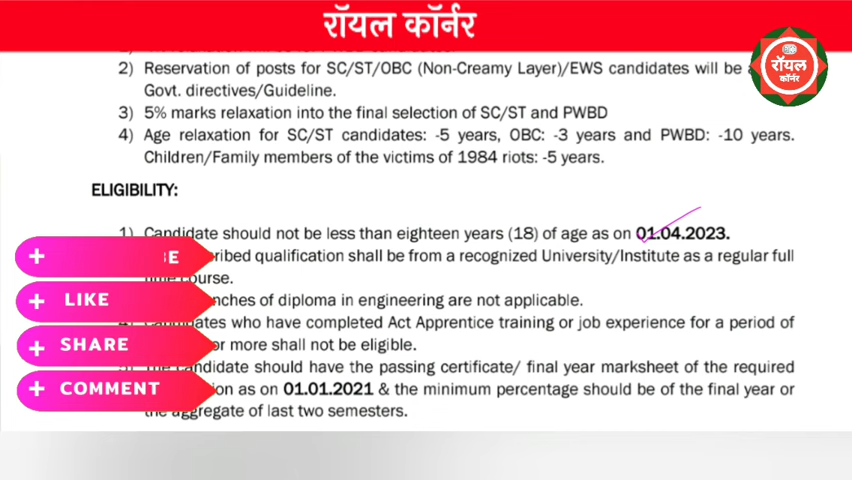 रॉयल कॉर्नर
रॉयल
कॉर्नर
2) Reservation of posts for SC/ST/OBC (Non-Creamy Layer)/EWS candidates will be
Govt. directives/Guideline.
3) 5% marks relaxation into the final selection of SC/ST and PWBD
4) Age relaxation for SC/ST candidates: -5 years, OBC: -3 years and PWBD: -10 years.
Children/Family members of the victims of 1984 riots: -5 years.
ELIGIBILITY:
1) Candidate should not be less than eighteen years (18) of age as on 01.04.2023.
qualification shall be from a recognized University/Institute as a regular full
time course.
of diploma in engineering are not applicable.
who have completed Act Apprentice training or job experience for a period of
or more shall not be eligible.
candidate should have the passing certificate/ final year marksheet of the required
as on 01.01.2021 & the minimum percentage should be of the final year or
the aggregate of last two semesters.
+ BE
+ LIKE
+ SHARE
+ COMMENT